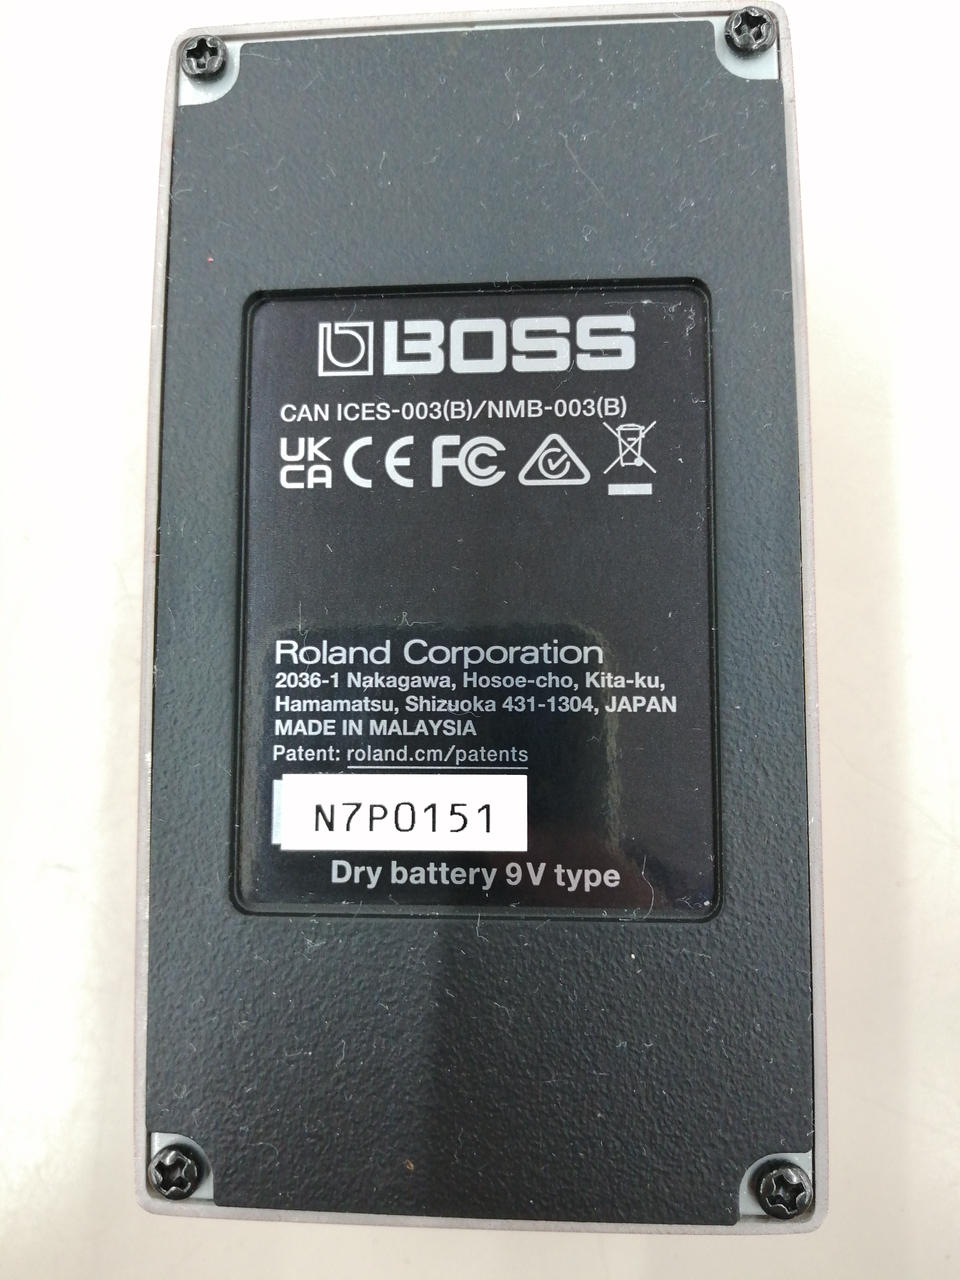 BOSS
CAN ICES-003(B)/NMB-003(B)
UK CA CE FC
Roland Corporation
2036-1 Nakagawa, Hosoe-cho, Kita-ku,
Hamamatsu, Shizuoka 431-1304, JAPAN
MADE IN MALAYSIA
Patent: roland.cm/patents
N7P0151
Dry battery 9V type